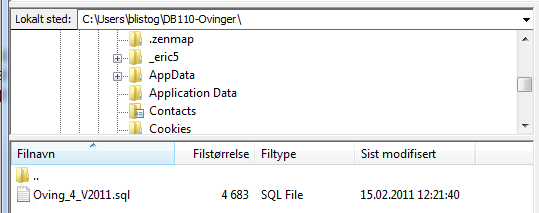 Lokalt sted: C:\Users\blistog\DB110-Ovinger\
.zenmap
_eric5
AppData
Application Data
Contacts
Cookies
Filnavn Filstørrelse Filtype Sist modifisert
..
Oving_4_V2011.sql 4 683 SQL File 15.02.2011 12:21:40